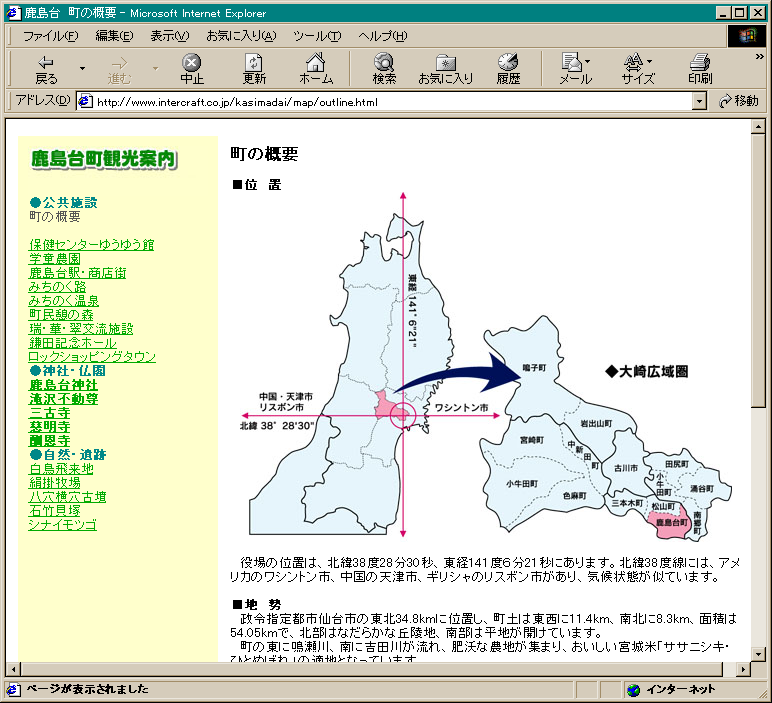 鹿島台　町の概要 - Microsoft Internet Explorer
ファイル(F)　編集(E)　表示(V)　お気に入り(A)　ツール(T)　ヘルプ(H)
戻る　進む　中止　更新　ホーム　検索　お気に入り　履歴　メール　サイズ　印刷
アドレス(D)　http://www.intercraft.co.jp/kasimadai/map/outline.html　移動
鹿島台町観光案内
●公共施設
町の概要
保健センターゆうゆう館
学童農園
鹿島台駅・商店街
みちのく路
みちのく温泉
町民憩の森
瑞・華・翠交流施設
鎌田記念ホール
ロックショッピングタウン
●神社・仏閣
鹿島台神社
滝沢不動尊
三古寺
慈明寺
●自然・遺跡
白鳥飛来地
絹掛牧場
八穴横穴古墳
石竹貝塚
シナイモツゴ
町の概要
■位　置
東経 141° 6'21"
中国・天津市
リスボン市
北緯 38° 28'30"
ワシントン市
◆大崎広域圏
鳴子町
岩出山町
宮崎町
中新田町
古川市
田尻町
小牛田町
涌谷町
小牛田町
色麻町
三本木町
松山町
南郷町
鹿島台町
　役場の位置は、北緯38度28分30秒、東経141度6分21秒にあります。北緯38度線には、アメ
リカのワシントン市、中国の天津市、ギリシャのリスボン市があり、気候状態が似ています。
■地　勢
　政令指定都市仙台市の東北34.8kmに位置し、町土は東西に11.4km、南北に8.3km、面積は
54.05kmで、北部はなだらかな丘陵地、南部は平地が開けています。
　町の東に鳴瀬川、南に吉田川が流れ、肥沃な農地が集まり、おいしい宮城米「ササニシキ・
ひとめぼれ」の適地となっています。
ページが表示されました　インターネット